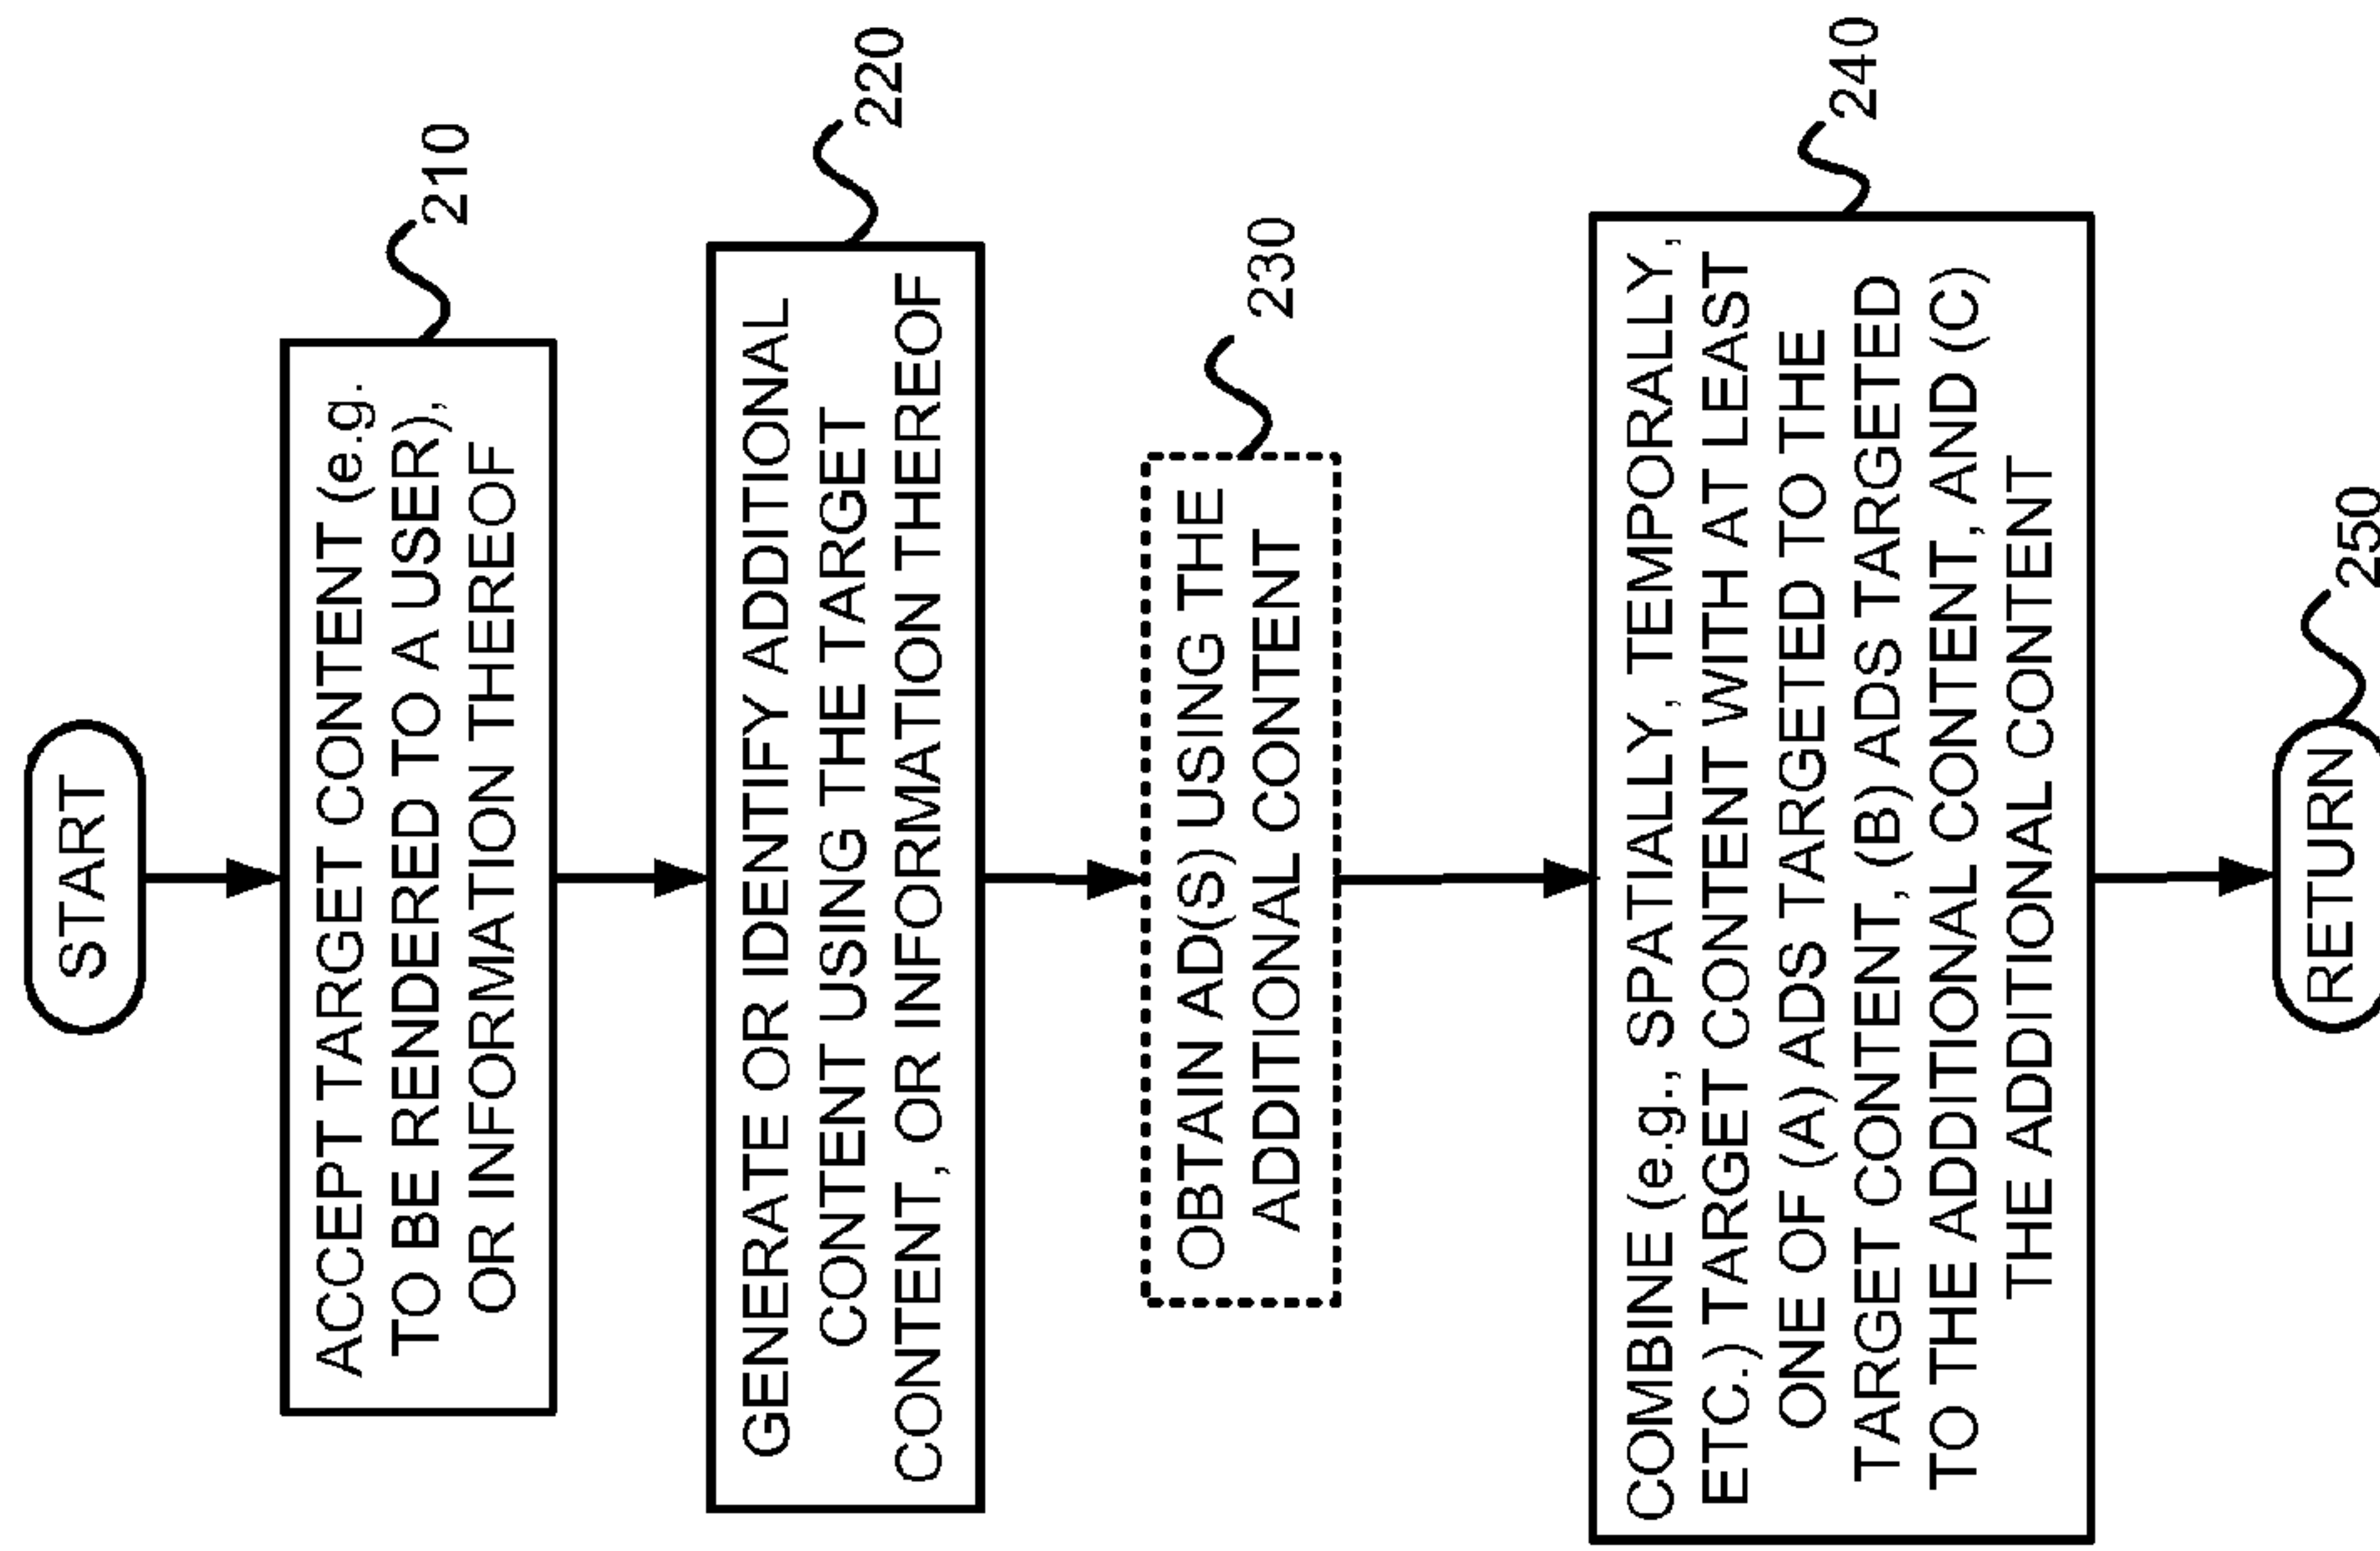 START
ACCEPT TARGET CONTENT (e.g.
TO BE RENDERED TO A USER),
OR INFORMATION THEREOF
210
GENERATE OR IDENTIFY ADDITIONAL
CONTENT USING THE TARGET
CONTENT, OR INFORMATION THEREOF
220
OBTAIN AD(S) USING THE
ADDITIONAL CONTENT
230
COMBINE (e.g., SPATIALLY, TEMPORALLY,
ETC.) TARGET CONTENT WITH AT LEAST
ONE OF (A) ADS TARGETED TO THE
TARGET CONTENT, (B) ADS TARGETED
TO THE ADDITIONAL CONTENT, AND (C)
THE ADDITIONAL CONTENT
240
RETURN
250